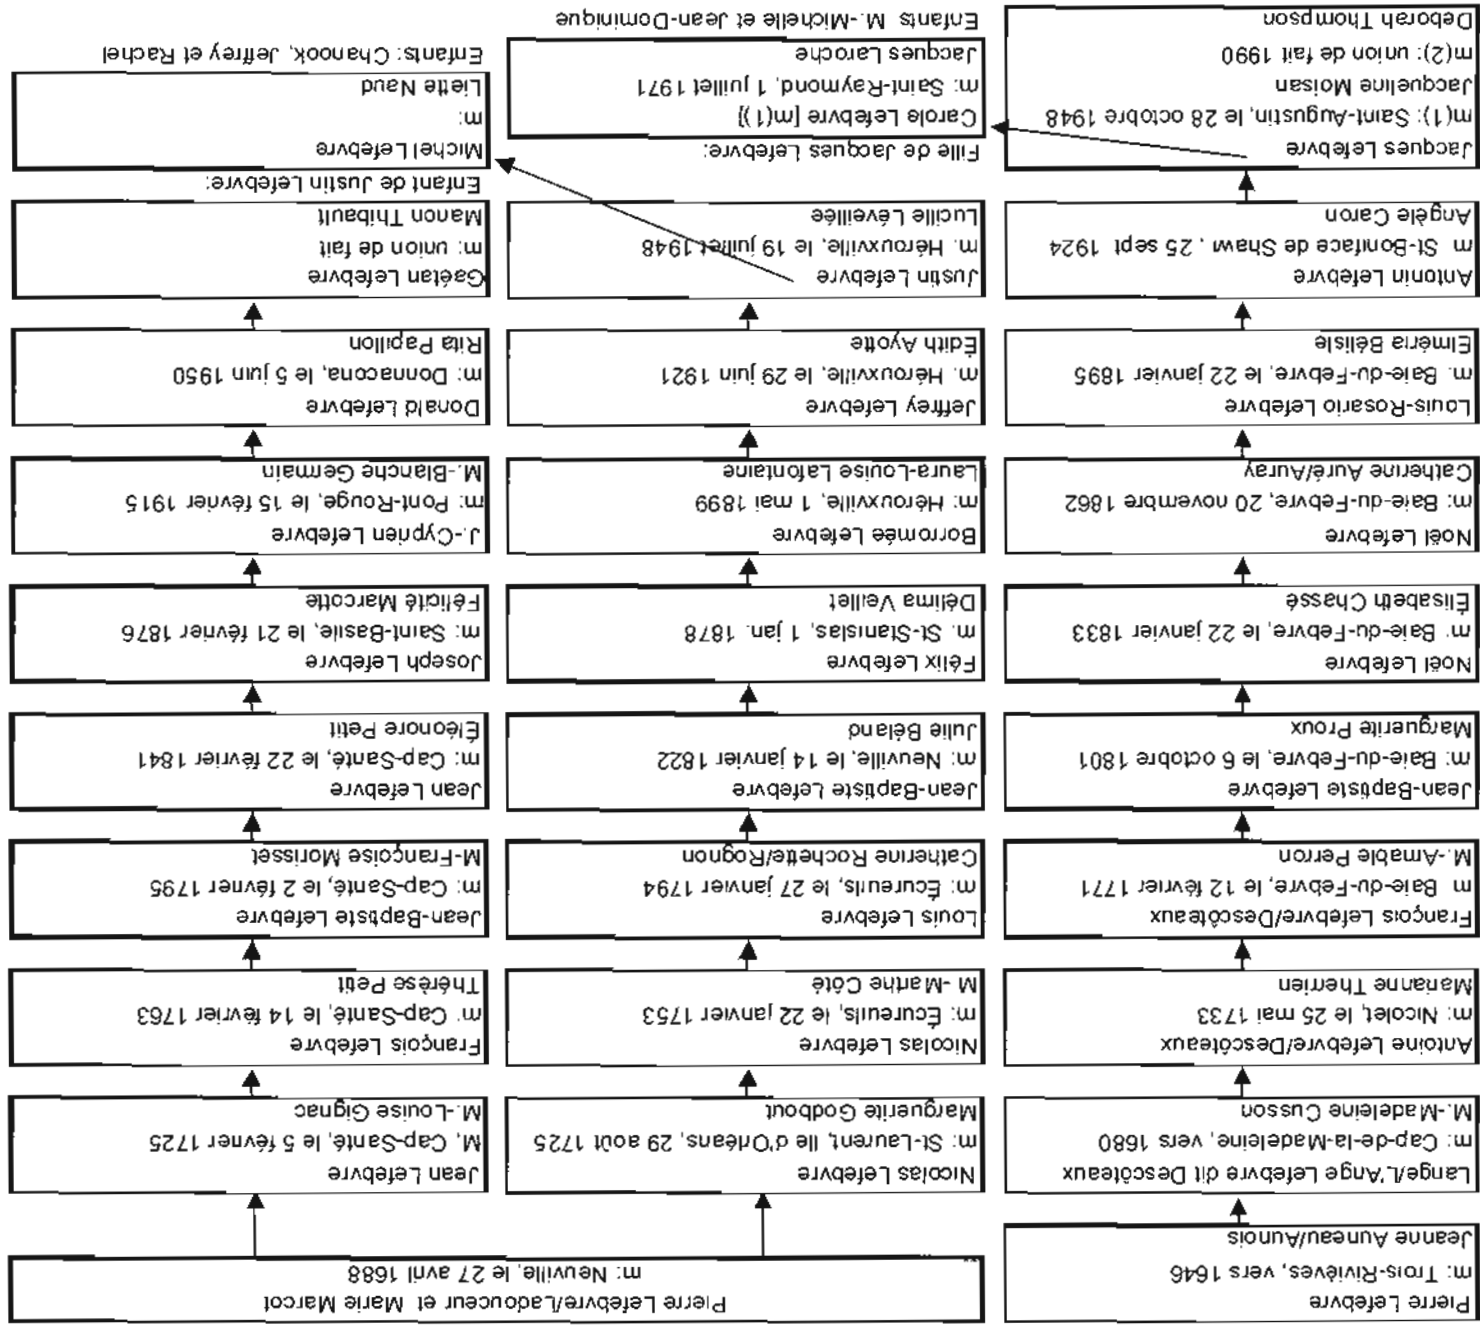 Pierre Lefebvre
m: Trois-Rivièves, vers 1646
Jeanne Auneau/Aunois
Lange/L'Ange Lefebvre dit Descôteaux
m: Cap-de-la-Madeleine, vers 1680
M.-Madeleine Cusson
Antoine Lefebvre/Descôteaux
m: Nicolet, le 25 mai 1733
Marianne Therrien
François Lefebvre/Descôteaux
m Baie-du-Febvre, le 12 février 1771
M.-Amable Perron
Jean-Baptiste Lefebvre
m: Baie-du-Febvre, le 6 octobre 1801
Marguerite Proux
Noël Lefebvre
m: Baie-du-Febvre, le 22 janvier 1833
Élisabeth Chassé
Noël Lefebvre
m: Baie-du-Febvre, 20 novembre 1862
Catherine Auré/Auray
Louis-Rosario Lefebvre
m. Baie-du-Febvre, le 22 janvier 1895
Elméria Bélisle
Antonin Lefebvre
m St-Boniface de Shawi, 25 sept 1924
Angèle Caron
Jacques Lefebvre
m(1): Saint-Augustin, le 28 octobre 1948
Jacqueline Moisan
m(2): union de fait 1990
Deborah Thompson
Pierre Lefebvre/Ladouceur et Marie Marcot
m: Neuville, le 27 avril 1688
Nicolas Lefebvre
m: St-Laurent, Ile d'Orléans, 29 août 1725
Marguerite Godbout
Nicolas Lefebvre
m: Écureuils, le 22 janvier 1753
M -Martine Côté
Louis Lefebvre
m: Écureuils, le 27 janvier 1794
Catherine Rochette/Rognon
Jean-Baptiste Lefebvre
m: Neuville, le 14 janvier 1822
Julie Béland
Félix Lefebvre
m. St-Stanislas, 1 jan. 1878
Délima Veillet
Borromée Lefebvre
m: Hérouxville, 1 mai 1899
Laura-Louise Lafontaine
Jeffrey Lefebvre
m. Hérouxville, le 29 juin 1921
Édith Ayotte
Justin Lefebvre
m. Hérouxville, le 19 juillet 1948
Lucille Léveillée
Fille de Jacques Lefebvre:
Carole Lefebvre [m(1)]
m: Saint-Raymond, 1 juillet 1971
Jacques Laroche
Enfants M.-Michelle et Jean-Dominique
Jean Lefebvre
M, Cap-Santé, le 5 février 1725
M.-Louise Gignac
François Lefebvre
m: Cap-Santé, le 14 février 1763
Thérèse Petit
Jean-Baptiste Lefebvre
m: Cap-Santé, le 2 février 1795
M-Françoise Morisset
Jean Lefebvre
m: Cap-Santé, le 22 février 1841
Éléonore Petit
Joseph Lefebvre
m: Saint-Basile, le 21 février 1876
Félicité Marcotte
J.-Cyprien Lefebvre
m: Pont-Rouge, le 15 février 1915
M.-Blanche Germain
Donald Lefebvre
m: Donnacona, le 5 juin 1950
Rita Papillon
Gaétan Lefebvre
m: union de fait
Manon Thibault
Enfant de Justin Lefebvre:
Michel Lefebvre
m:
Liette Naud
Enfants: Chanook, Jeffrey et Rachel